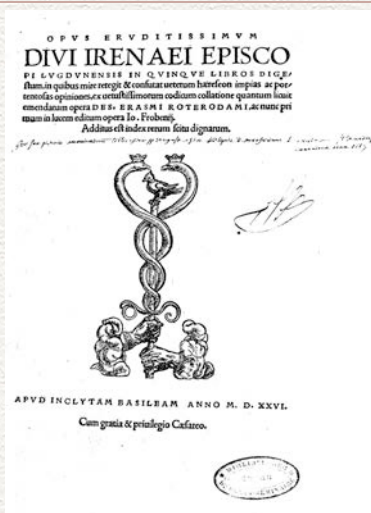 OPUS ERVDITISSIMVM
DIVI IRENAEI EPISCO
PI LVGDVNENSIS IN QVINQVE LIBROS DIGE/
stum, in quibus mire retegit & confutat ueterum hæreseon impias ac por-
tentosas opiniones, ex uetustissimorum codicum collatione quantum licuit
emendatum opera DES. ERASMI ROTERODAMI, ac nunc pri
mum in lucem editum opera Io. Frobenij.
Additus est index rerum scitu dignarum.
APVD INCLYTAM BASILEAM ANNO M. D. XXVI.
Cum gratia & priuilegio Cæsareo.